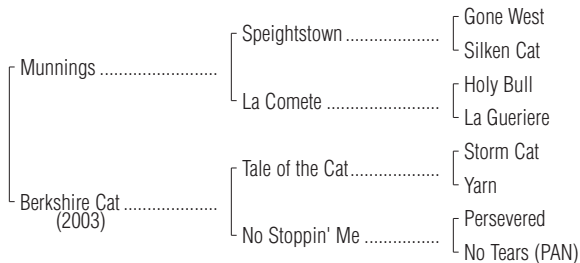 Gone West
Speightstown ....................
Silken Cat
Munnings .........................
Holy Bull
La Comete ........................
La Gueriere
Storm Cat
Tale of the Cat...................
Yarn
Berkshire Cat ....................
(2003)
Persevered
No Stoppin' Me ................
No Tears (PAN)